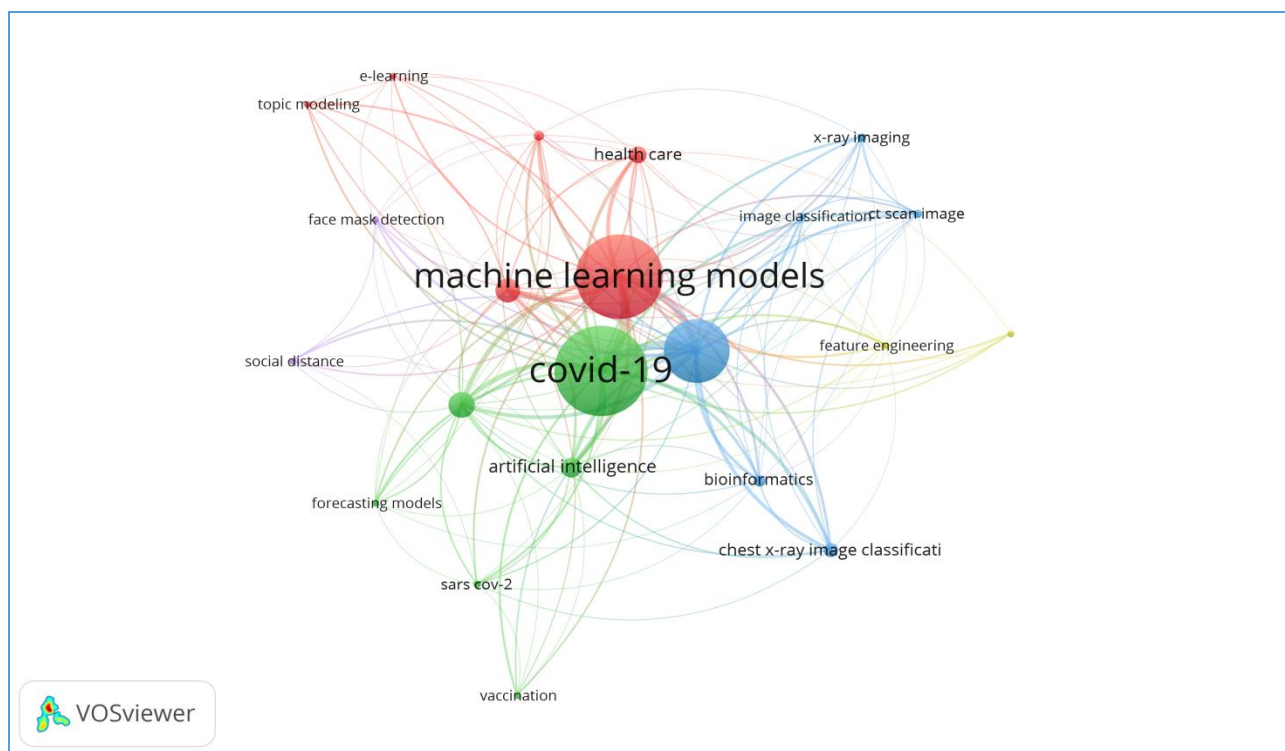 e-learning
topic modeling
x-ray imaging
health care
face mask detection
image classification
ct scan image
machine learning models
feature engineering
social distance
covid-19
artificial intelligence
bioinformatics
forecasting models
chest x-ray image classificati
sars cov-2
vaccination
VOSviewer